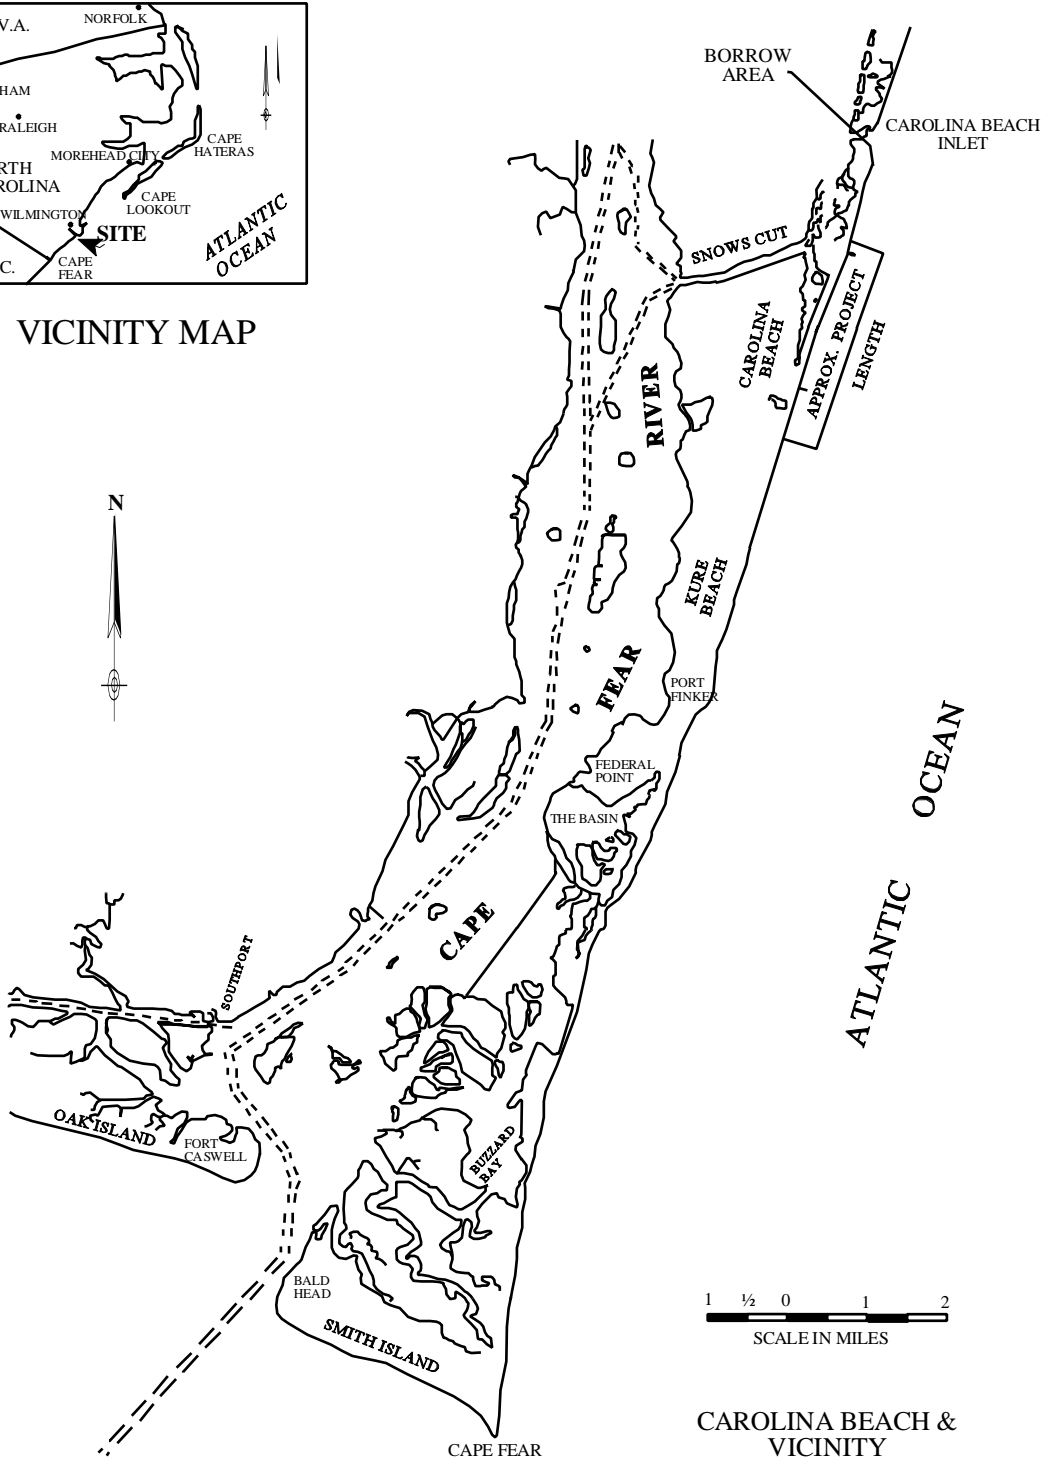 V.A.
NORFOLK
HAM
RALEIGH
MOREHEAD CITY
CAPE
HATERAS
RTH
ROLINA
CAPE
LOOKOUT
WILMINGTON
SITE
ATLANTIC
OCEAN
C.
CAPE
FEAR
VICINITY MAP
BORROW
AREA
CAROLINA BEACH
INLET
SNOWS CUT
CAROLINA
BEACH
APPROX. PROJECT
LENGTH
RIVER
N
KURE
BEACH
FEAR
PORT
FINKER
FEDERAL
POINT
THE BASIN
OCEAN
ATLANTIC
CAPE
SOUTHPORT
OAK ISLAND
FORT
CASWELL
BUZZARD
BAY
BALD
HEAD
SMITH ISLAND
CAPE FEAR
1 ½ 0 1 2
SCALE IN MILES
CAROLINA BEACH &
VICINITY